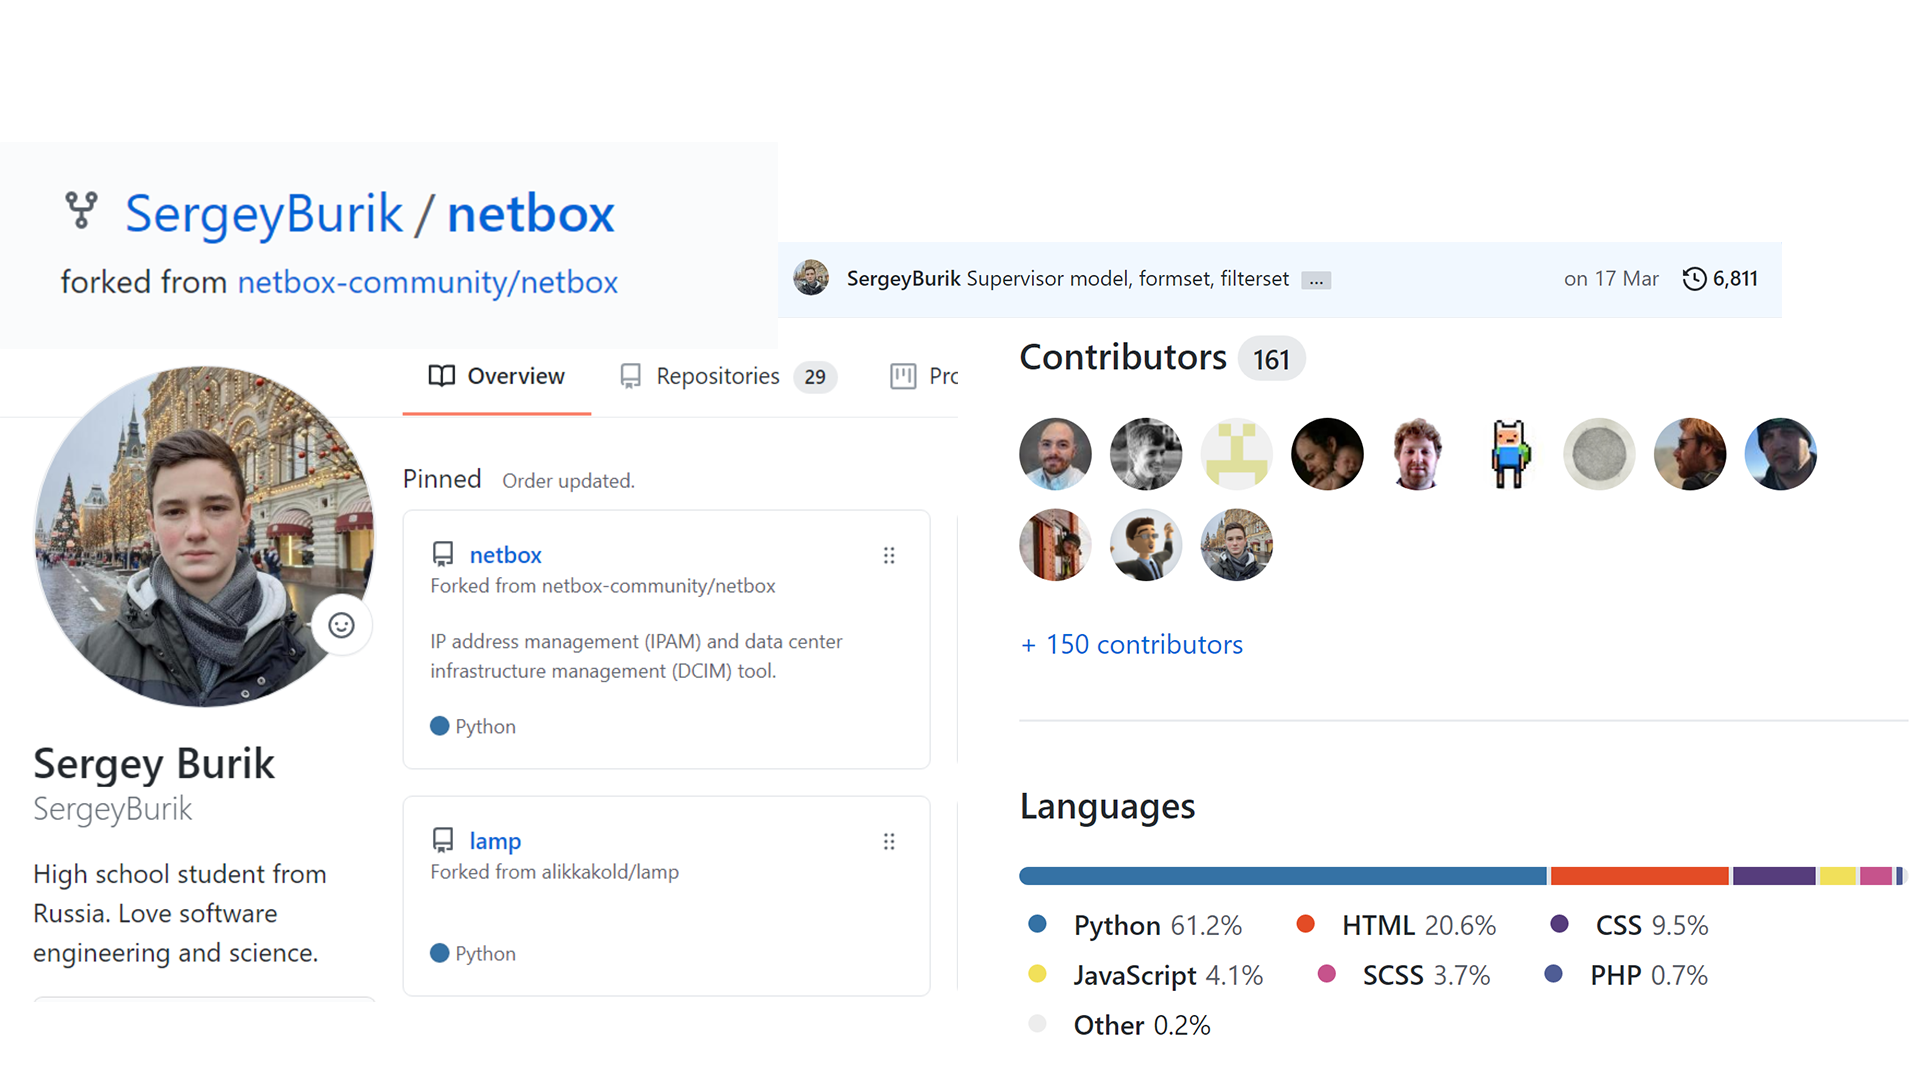 SergeyBurik / netbox
forked from netbox-community/netbox
SergeyBurik Supervisor model, formset, filterset ... on 17 Mar 6,811
Overview Repositories 29 Prc
Pinned Order updated.
netbox
Forked from netbox-community/netbox
IP address management (IPAM) and data center
infrastructure management (DCIM) tool.
Python
lamp
Forked from alikkakold/lamp
Python
Sergey Burik
SergeyBurik
High school student from
Russia. Love software
engineering and science.
Contributors 161
+ 150 contributors
Languages
Python 61.2% HTML 20.6% CSS 9.5%
JavaScript 4.1% SCSS 3.7% PHP 0.7%
Other 0.2%